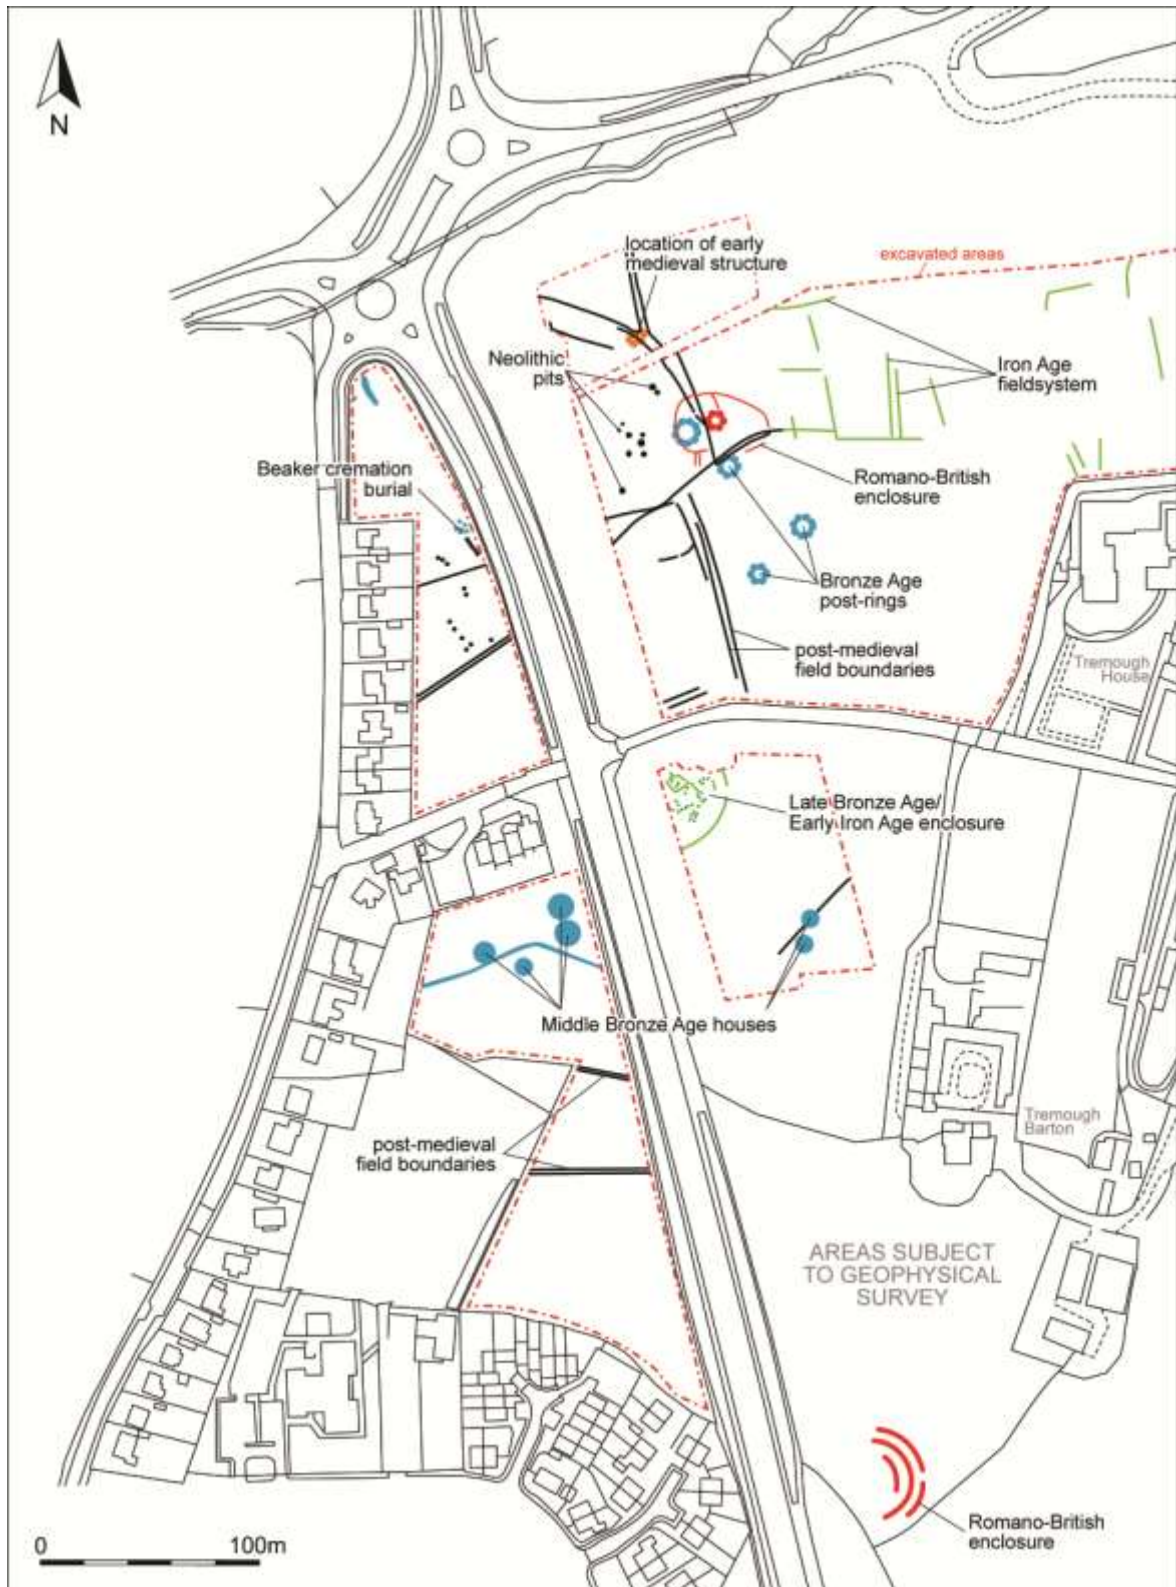 N
location of early
medieval structure
excavated areas
Neolithic
pits
Iron Age
fieldsystem
Beaker cremation
burial
Romano-British
enclosure
Bronze Age
post-rings
post-medieval
field boundaries
Tremough
House
Late Bronze Age/
Early Iron Age enclosure
Middle Bronze Age houses
Tremough
Barton
post-medieval
field boundaries
AREAS SUBJECT
TO GEOPHYSICAL
SURVEY
Romano-British
enclosure
0 100m